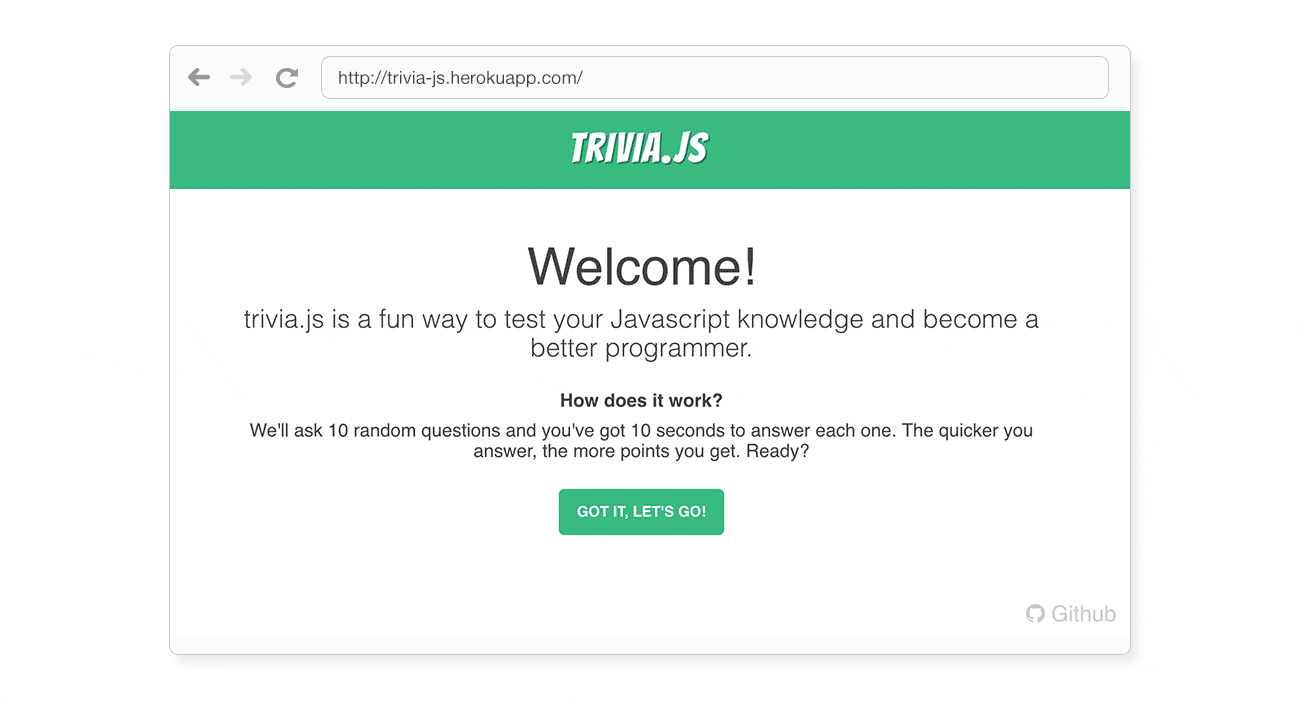 http://trivia-js.herokuapp.com/
TRIVIA.JS
Welcome!
trivia.js is a fun way to test your Javascript knowledge and become a
better programmer.
How does it work?
We'll ask 10 random questions and you've got 10 seconds to answer each one. The quicker you
answer, the more points you get. Ready?
GOT IT, LET'S GO!
Github